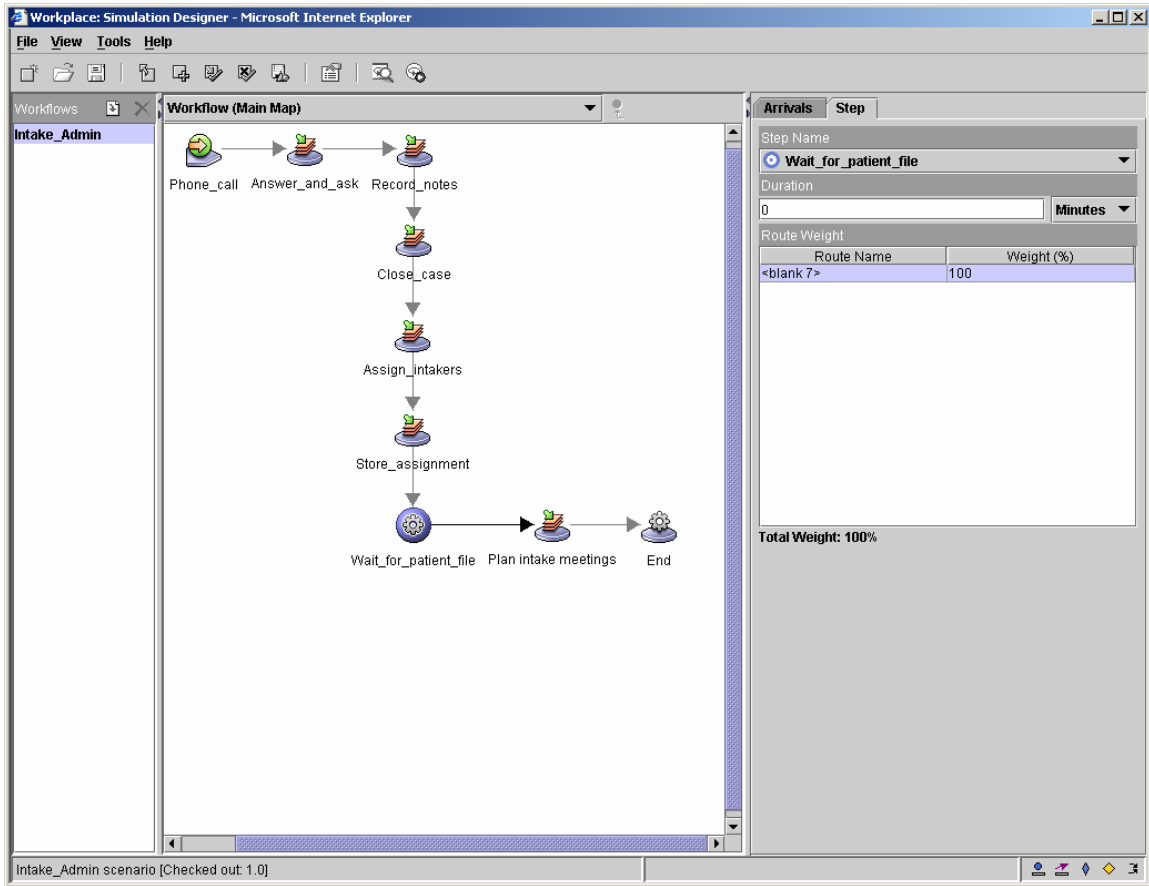 Workplace: Simulation Designer - Microsoft Internet Explorer
File View Tools Help
Workflows
Workflow (Main Map)
Arrivals Step
Intake_Admin
Phone_call Answer_and_ask Record_notes
Close_case
Assign_intakers
Store_assignment
Wait_for_patient_file Plan intake meetings End
Step Name
Wait_for_patient_file
Duration
0 Minutes
Route Weight
Route Name Weight (%)
<blank 7> 100
Total Weight: 100%
Intake_Admin scenario [Checked out: 1.0]